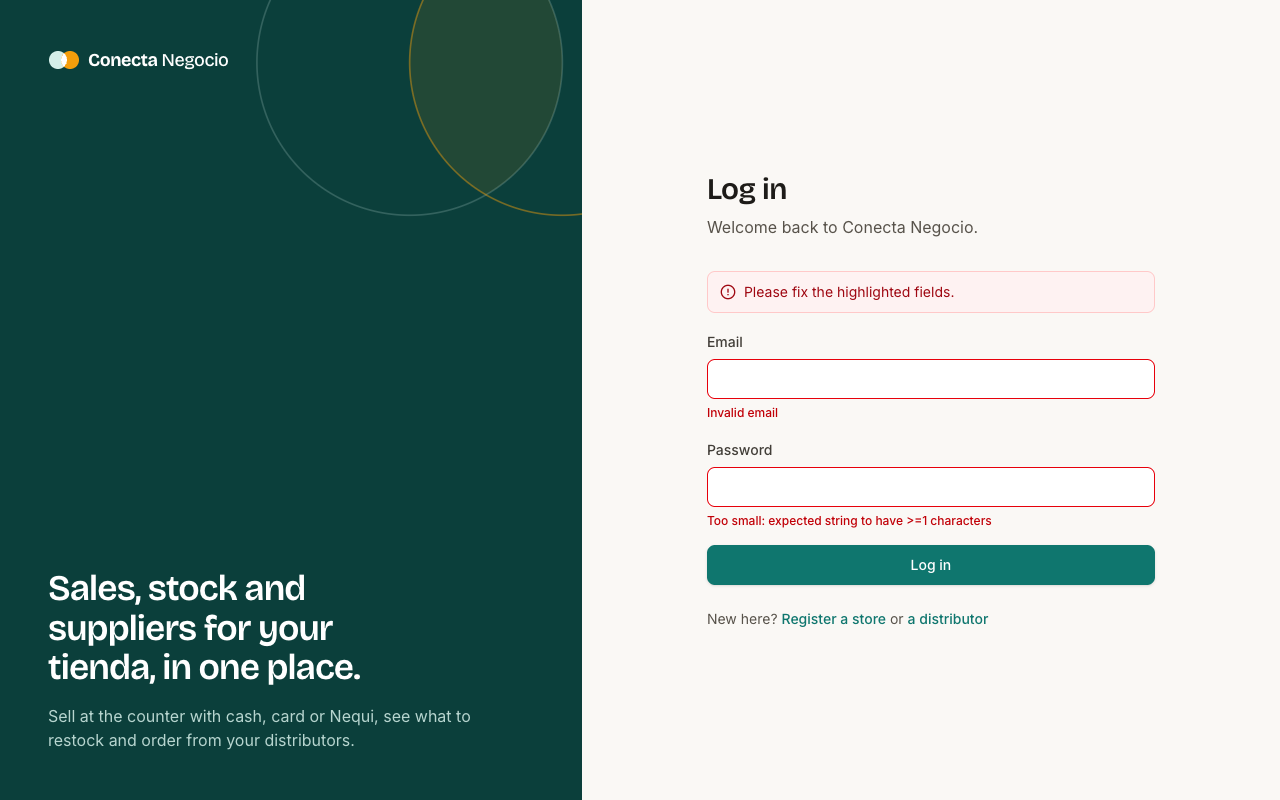 Conecta Negocio
Sales, stock and
suppliers for your
tienda, in one place.
Sell at the counter with cash, card or Nequi, see what to
restock and order from your distributors.
Log in
Welcome back to Conecta Negocio.
Please fix the highlighted fields.
Email
Invalid email
Password
Too small: expected string to have >=1 characters
Log in
New here? Register a store or a distributor